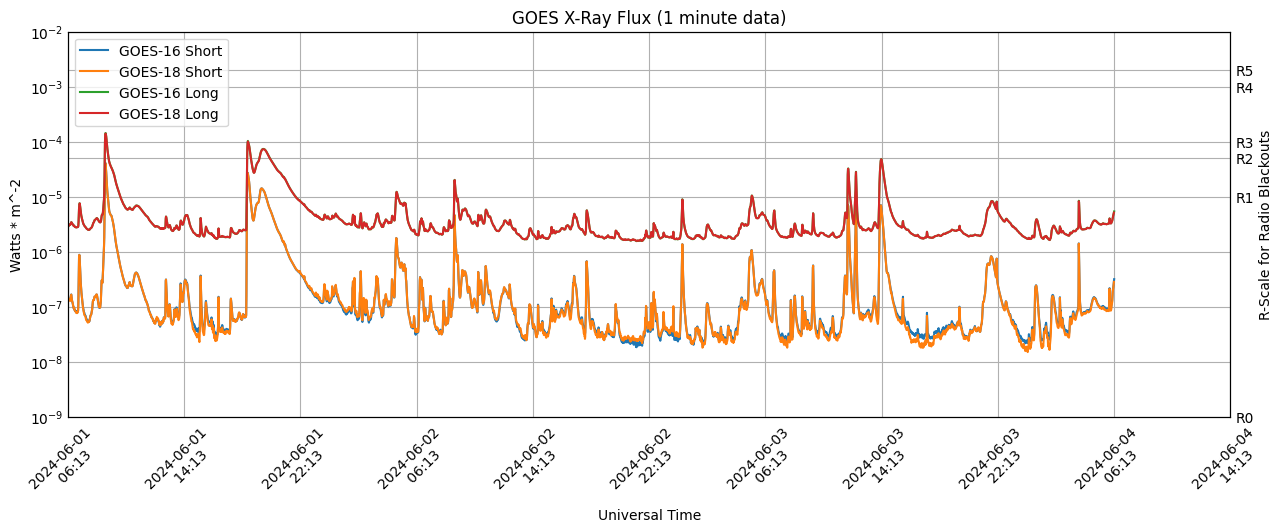 GOES X-Ray Flux (1 minute data)
GOES-16 Short
GOES-18 Short
GOES-16 Long
GOES-18 Long
Watts * m^-2
10^-2
10^-3
10^-4
10^-5
10^-6
10^-7
10^-8
10^-9
R5
R4
R3
R2
R1
R0
R-Scale for Radio Blackouts
2024-06-01
06:13
2024-06-01
14:13
2024-06-01
22:13
2024-06-02
06:13
2024-06-02
14:13
2024-06-02
22:13
2024-06-03
06:13
2024-06-03
14:13
2024-06-03
22:13
2024-06-04
06:13
2024-06-04
14:13
Universal Time